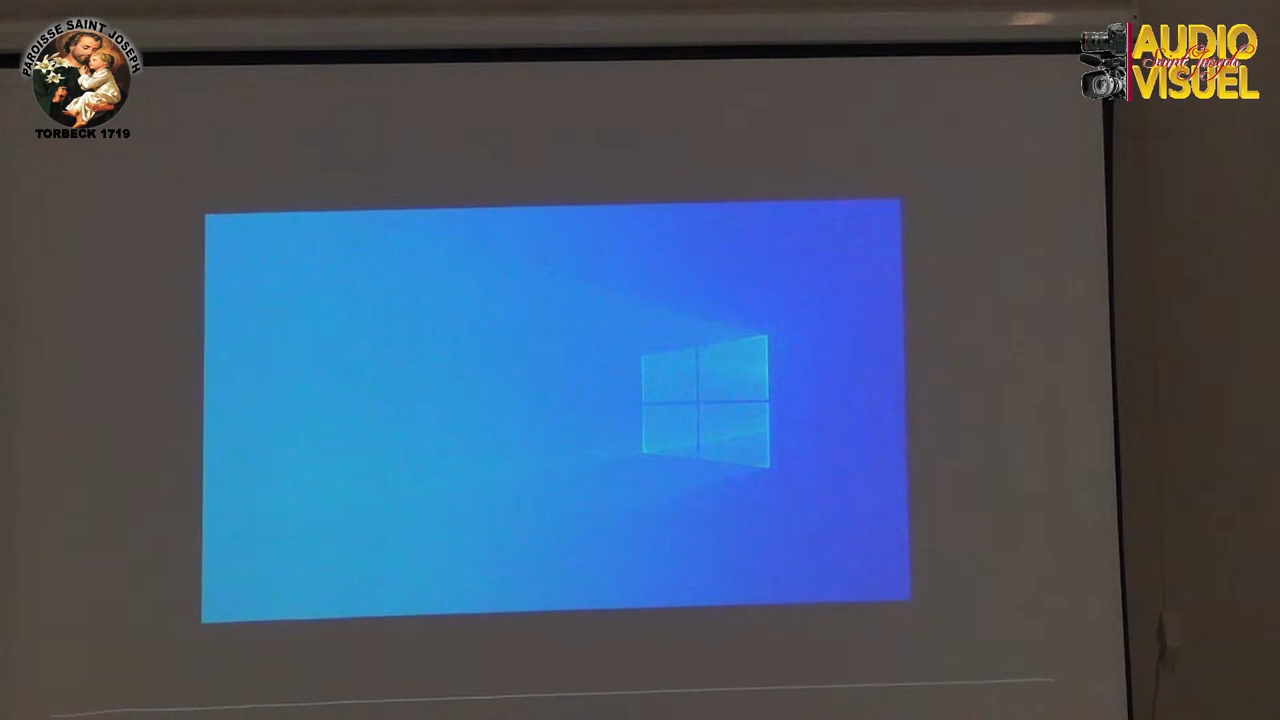 PAROISSE SAINT JOSEPH
TORBECK 1719
AUDIO
Saint Joseph
VISUEL